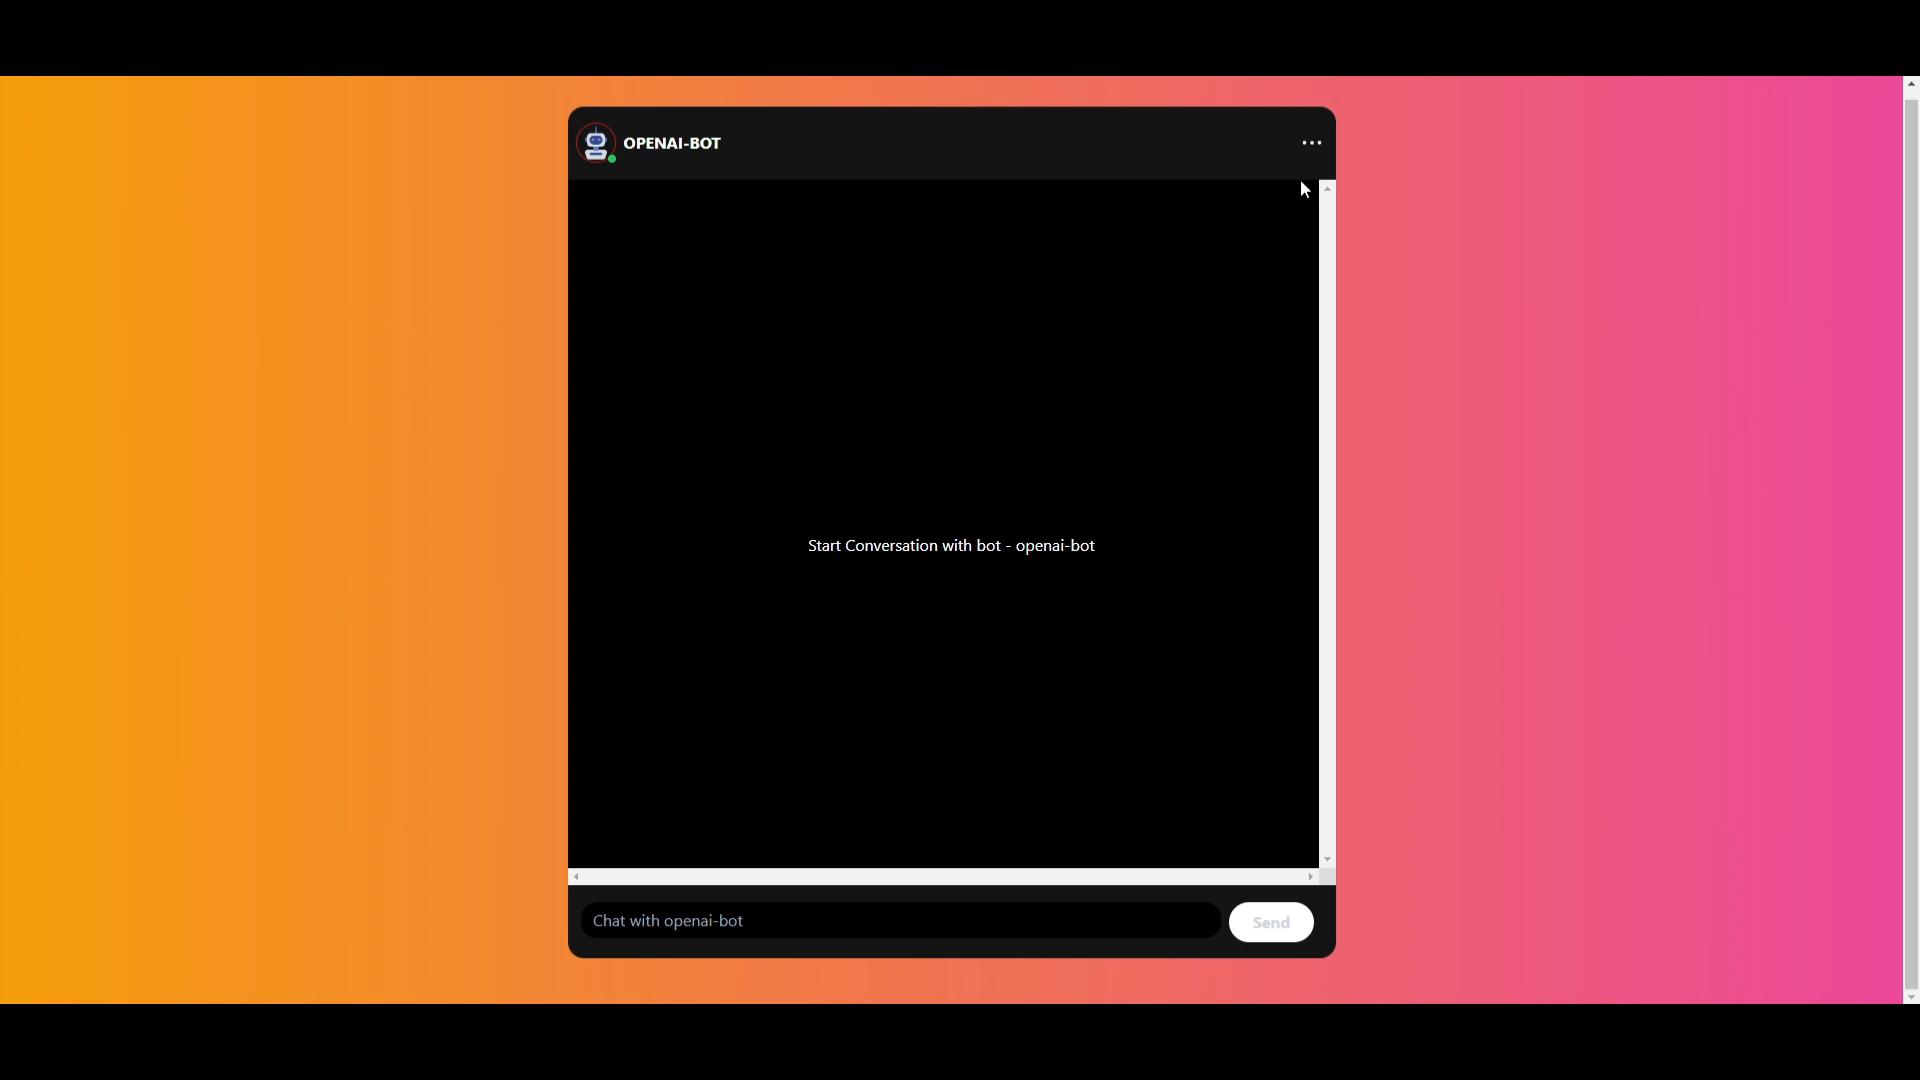 OPENAI-BOT
Start Conversation with bot - openai-bot
Chat with openai-bot
Send